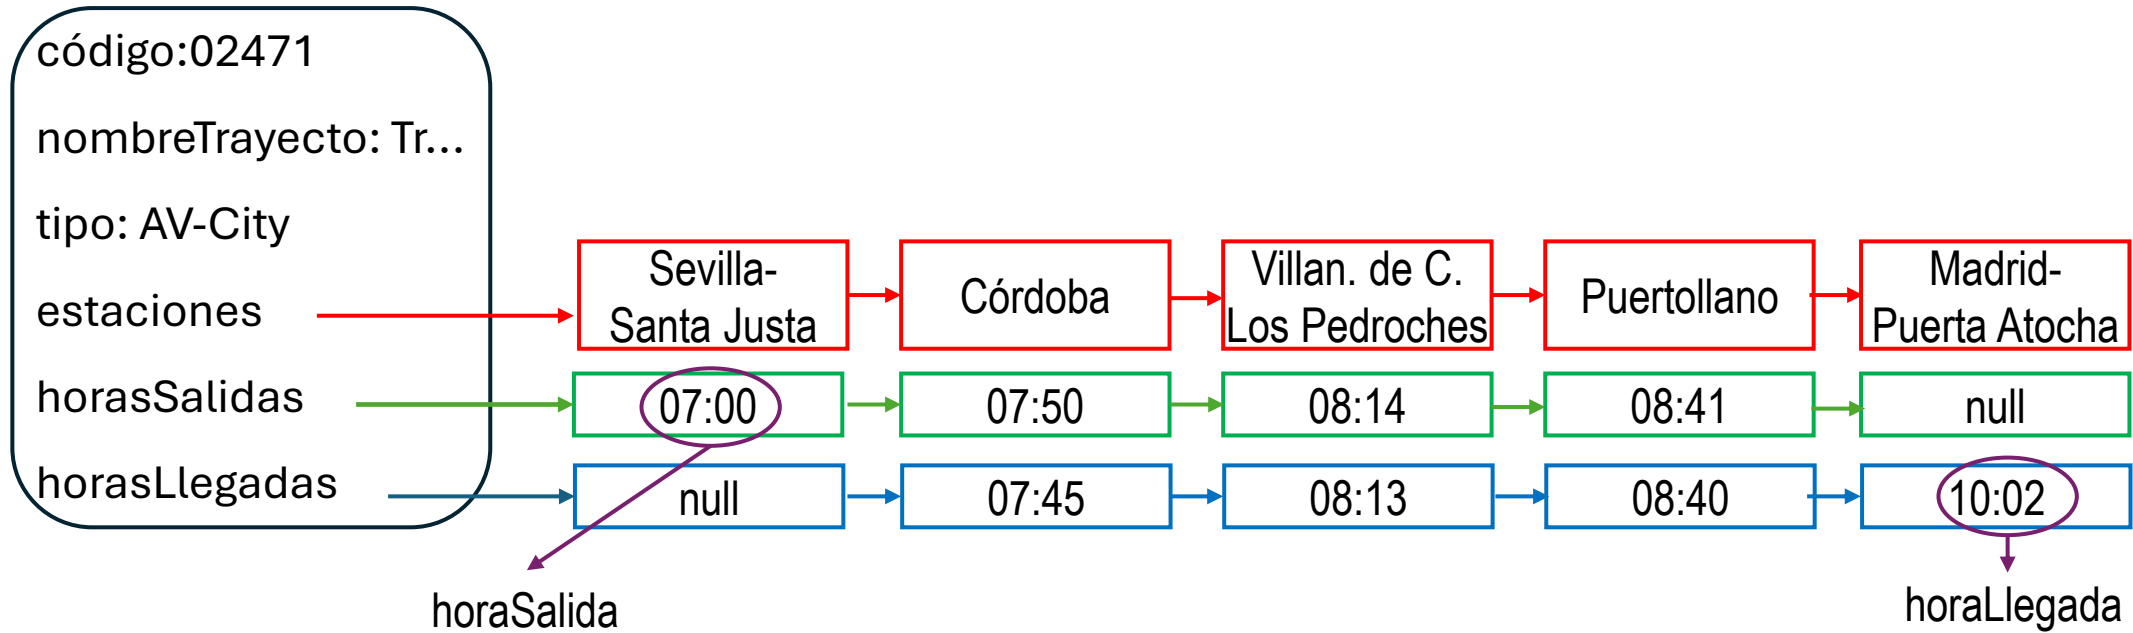 código:02471
nombreTrayecto: Tr...
tipo: AV-City
estaciones
horasSalidas
horasLlegadas
Sevilla-
Santa Justa
Córdoba
Villan. de C.
Los Pedroches
Puertollano
Madrid-
Puerta Atocha
07:00
07:50
08:14
08:41
null
null
07:45
08:13
08:40
10:02
horaSalida
horaLlegada